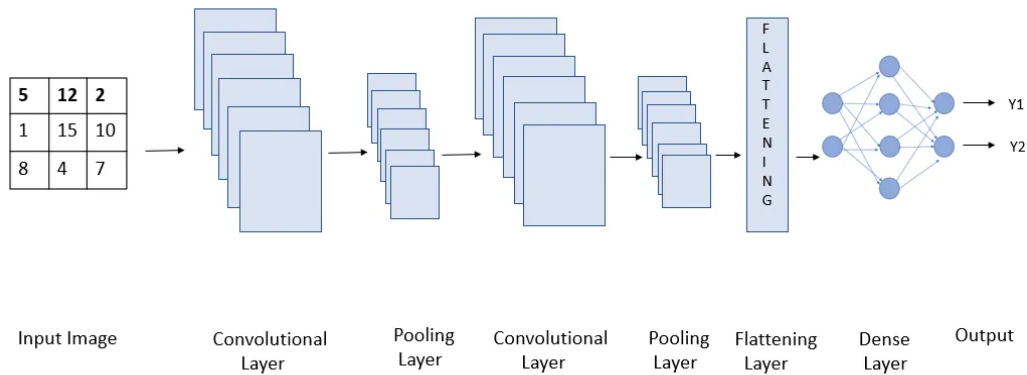 5 12 2
1 15 10
8 4 7
FLATTENING
Y1
Y2
Input Image
Convolutional
Layer
Pooling
Layer
Convolutional
Layer
Pooling
Layer
Flattening
Layer
Dense
Layer
Output